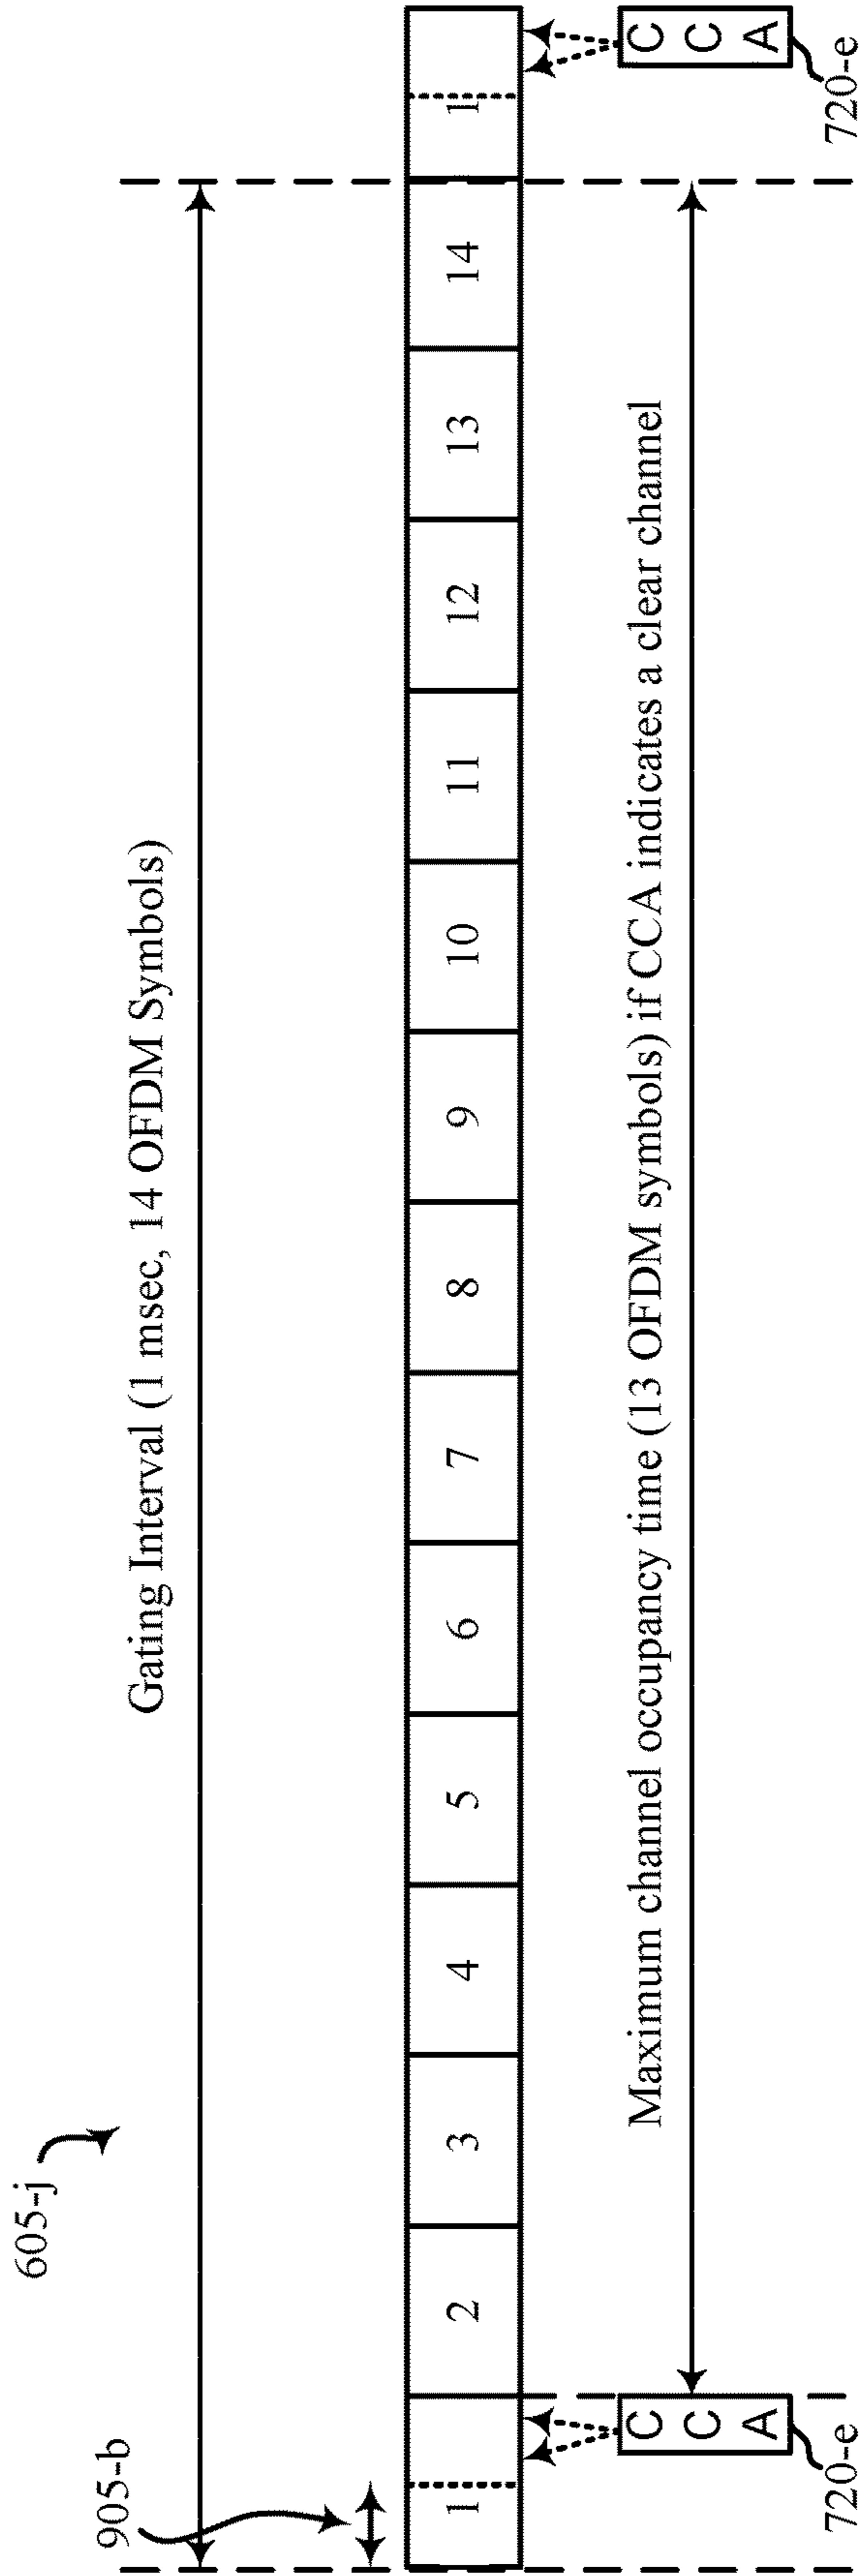 605-j
Gating Interval (1 msec, 14 OFDM Symbols)
905-b
1 2 3 4 5 6 7 8 9 10 11 12 13 14 1
Maximum channel occupancy time (13 OFDM symbols) if CCA indicates a clear channel
C
C
A
C
C
A
720-e
720-e